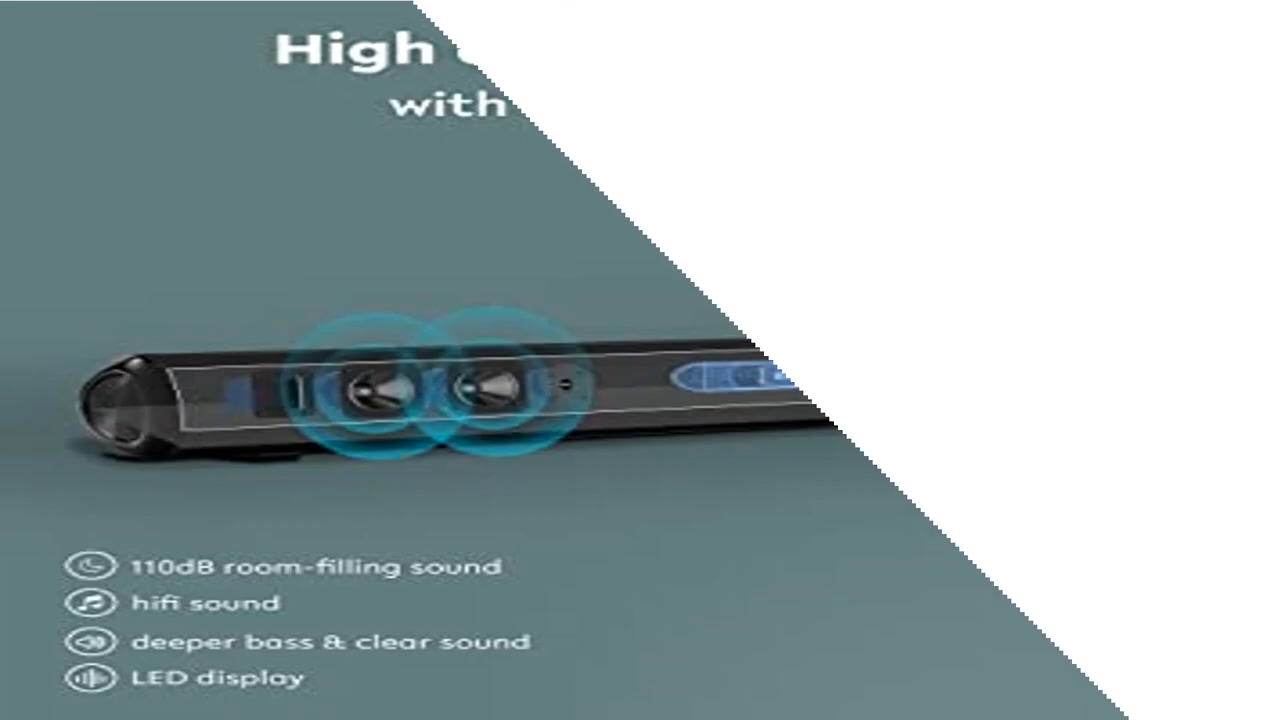 High
with
110dB room-filling sound
hifi sound
deeper bass & clear sound
LED display